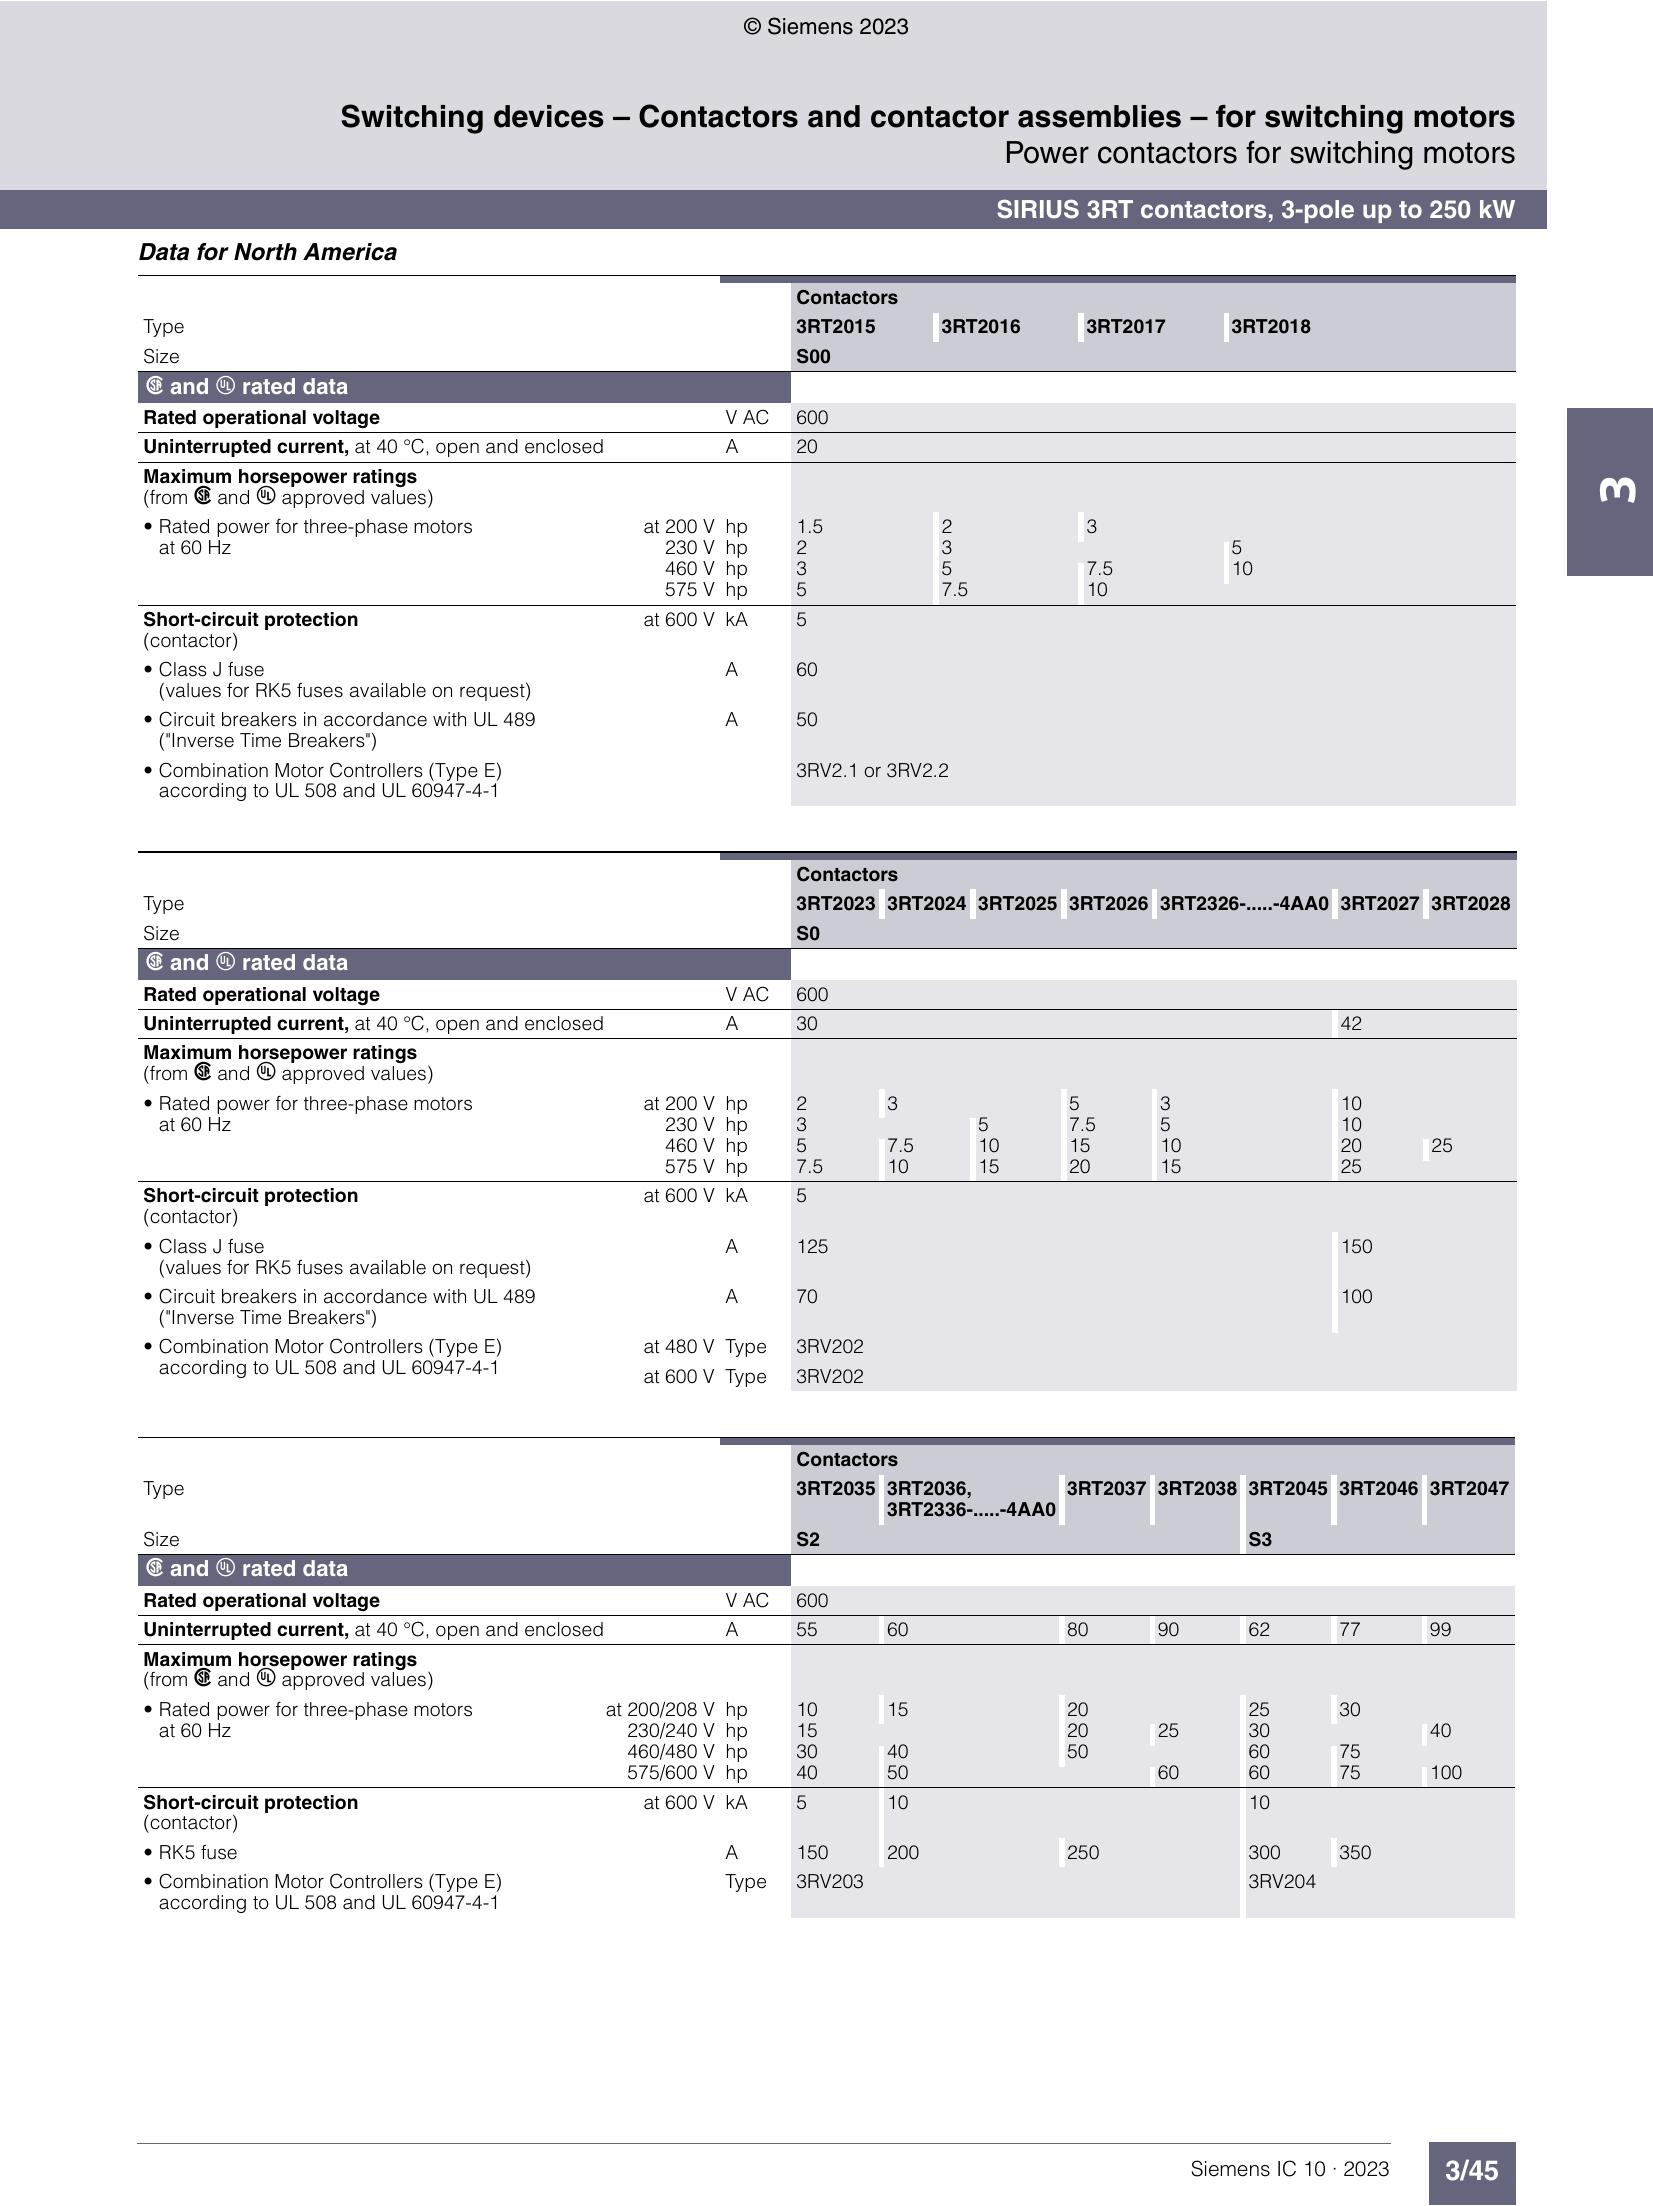 © Siemens 2023
Switching devices – Contactors and contactor assemblies – for switching motors
Power contactors for switching motors
SIRIUS 3RT contactors, 3-pole up to 250 kW
Data for North America
Contactors
Type 3RT2015 3RT2016 3RT2017 3RT2018
Size S00
SA and UL rated data
Rated operational voltage V AC 600
Uninterrupted current, at 40 °C, open and enclosed A 20
Maximum horsepower ratings
(from SA and UL approved values)
• Rated power for three-phase motors at 200 V hp 1.5 2 3
at 60 Hz 230 V hp 2 3 5
460 V hp 3 5 7.5 10
575 V hp 5 7.5 10
Short-circuit protection at 600 V kA 5
(contactor)
• Class J fuse A 60
(values for RK5 fuses available on request)
• Circuit breakers in accordance with UL 489 A 50
("Inverse Time Breakers")
• Combination Motor Controllers (Type E) 3RV2.1 or 3RV2.2
according to UL 508 and UL 60947-4-1
3
Contactors
Type 3RT2023 3RT2024 3RT2025 3RT2026 3RT2326-.....-4AA0 3RT2027 3RT2028
Size S0
SA and UL rated data
Rated operational voltage V AC 600
Uninterrupted current, at 40 °C, open and enclosed A 30 42
Maximum horsepower ratings
(from SA and UL approved values)
• Rated power for three-phase motors at 200 V hp 2 3 5 3 10
at 60 Hz 230 V hp 3 5 7.5 5 10
460 V hp 5 7.5 10 15 10 20 25
575 V hp 7.5 10 15 20 15 25
Short-circuit protection at 600 V kA 5
(contactor)
• Class J fuse A 125 150
(values for RK5 fuses available on request)
• Circuit breakers in accordance with UL 489 A 70 100
("Inverse Time Breakers")
• Combination Motor Controllers (Type E) at 480 V Type 3RV202
according to UL 508 and UL 60947-4-1
at 600 V Type 3RV202
Contactors
Type 3RT2035 3RT2036, 3RT2037 3RT2038 3RT2045 3RT2046 3RT2047
3RT2336-.....-4AA0
Size S2 S3
SA and UL rated data
Rated operational voltage V AC 600
Uninterrupted current, at 40 °C, open and enclosed A 55 60 80 90 62 77 99
Maximum horsepower ratings
(from SA and UL approved values)
• Rated power for three-phase motors at 200/208 V hp 10 15 20 25 30
at 60 Hz 230/240 V hp 15 20 25 30 40
460/480 V hp 30 40 50 60 75
575/600 V hp 40 50 60 60 75 100
Short-circuit protection at 600 V kA 5 10 10
(contactor)
• RK5 fuse A 150 200 250 300 350
• Combination Motor Controllers (Type E) Type 3RV203 3RV204
according to UL 508 and UL 60947-4-1
Siemens IC 10 · 2023 3/45